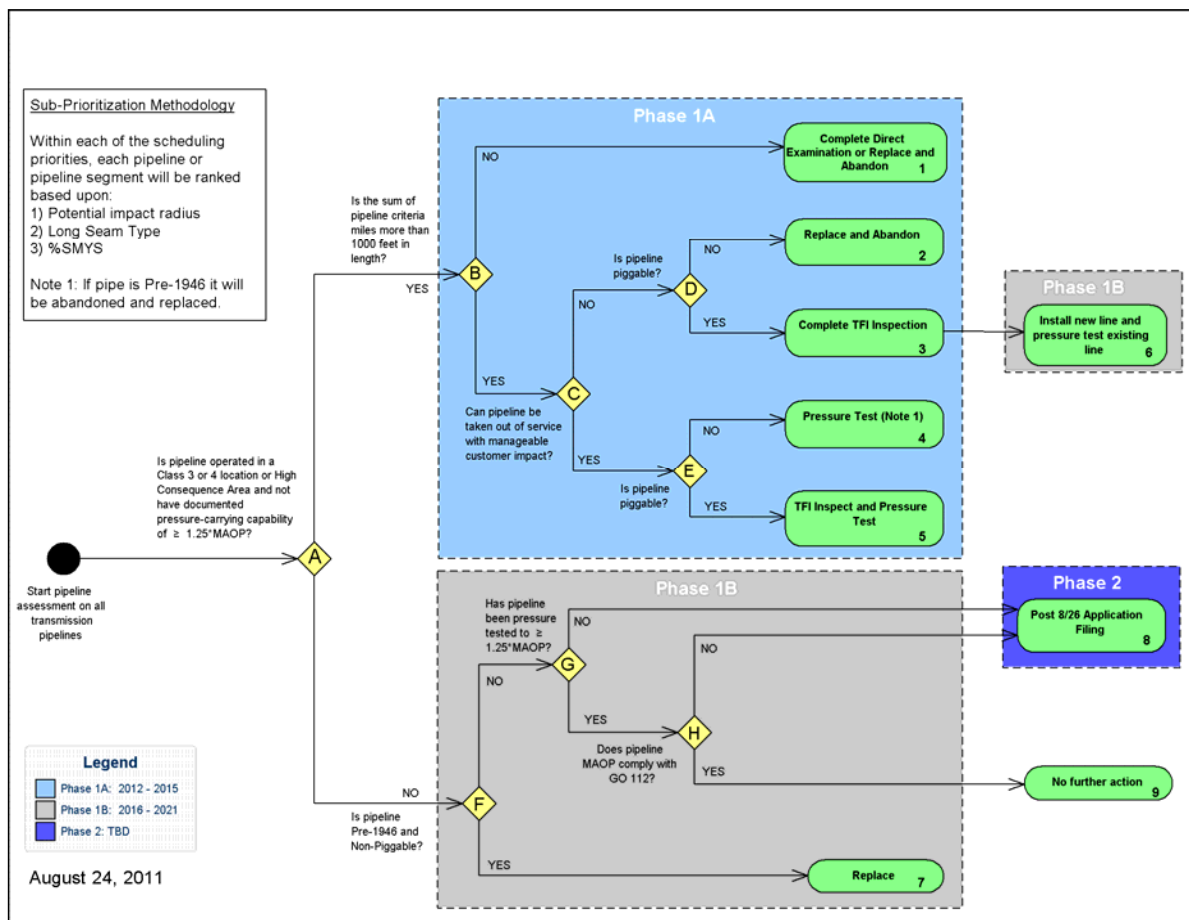 Sub-Prioritization Methodology
Within each of the scheduling
priorities, each pipeline or
pipeline segment will be ranked
based upon:
1) Potential impact radius
2) Long Seam Type
3) %SMYS
Note 1: If pipe is Pre-1946 it will
be abandoned and replaced.
Start pipeline
assessment on all
transmission
pipelines
Is pipeline operated in a
Class 3 or 4 location or High
Consequence Area and not
have documented
pressure-carrying capability
of ≥ 1.25*MAOP?
A
YES
NO
Phase 1A
Is the sum of
pipeline criteria
miles more than
1000 feet in
length?
B
NO
Complete Direct
Examination or Replace and
Abandon
1
YES
Can pipeline be
taken out of service
with manageable
customer impact?
C
NO
Is pipeline
piggable?
D
NO
Replace and Abandon
2
YES
Complete TFI Inspection
3
Phase 1B
Install new line and
pressure test existing
line
6
YES
Is pipeline
piggable?
E
NO
Pressure Test (Note 1)
4
YES
TFI Inspect and Pressure
Test
5
Phase 1B
Is pipeline
Pre-1946 and
Non-Piggable?
F
NO
Has pipeline
been pressure
tested to ≥
1.25*MAOP?
G
NO
Phase 2
Post 8/26 Application
Filing
8
YES
Does pipeline
MAOP comply with
GO 112?
H
NO
YES
No further action
9
YES
Replace
7
Legend
Phase 1A: 2012 - 2015
Phase 1B: 2016 - 2021
Phase 2: TBD
August 24, 2011